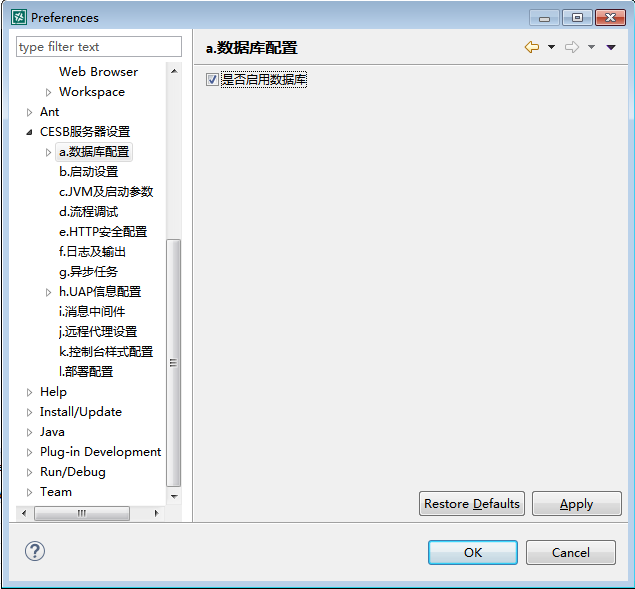 Preferences
type filter text
Web Browser
Workspace
Ant
CESB服务器设置
a.数据库配置
b.启动设置
c.JVM及启动参数
d.流程调试
e.HTTP安全配置
f.日志及输出
g.异步任务
h.UAP信息配置
i.消息中间件
j.远程代理设置
k.控制台样式配置
l.部署配置
Help
Install/Update
Java
Plug-in Development
Run/Debug
Team
a.数据库配置
是否启用数据库
Restore Defaults
Apply
OK
Cancel